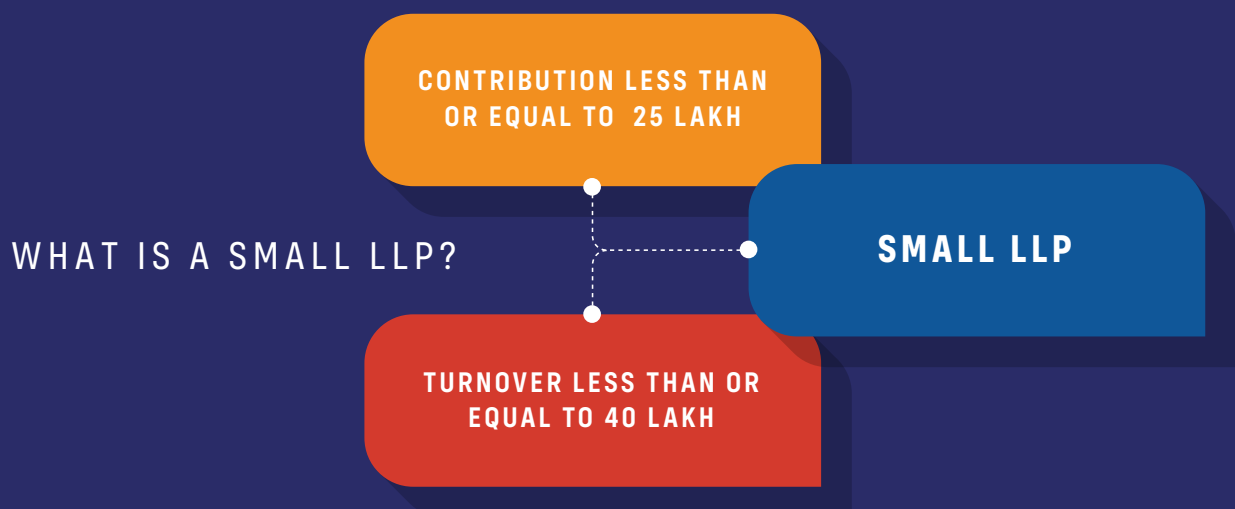 CONTRIBUTION LESS THAN
OR EQUAL TO 25 LAKH
WHAT IS A SMALL LLP?
SMALL LLP
TURNOVER LESS THAN OR
EQUAL TO 40 LAKH